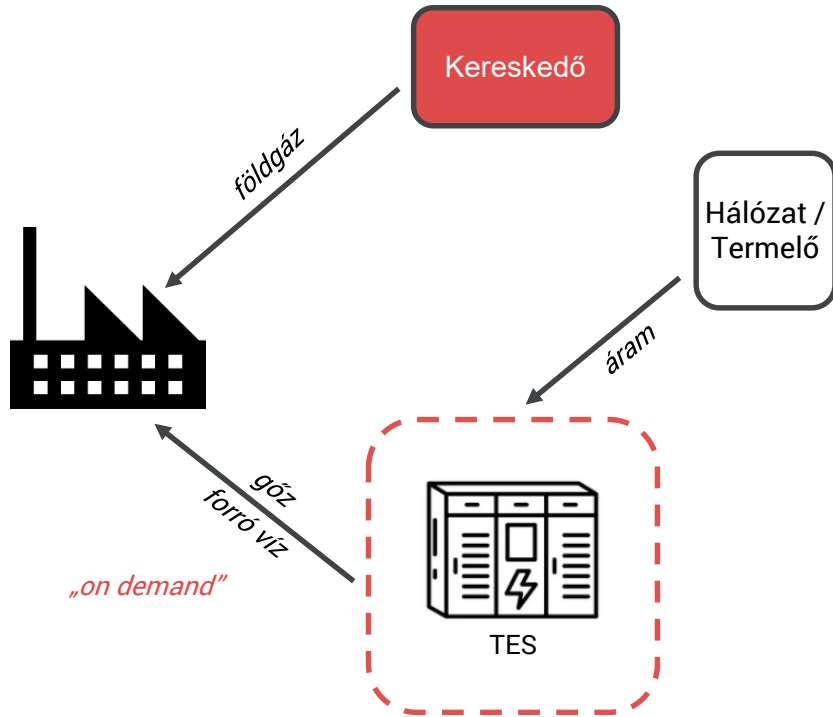 Kereskedő
földgáz
Hálózat /
Termelő
áram
gőz
forró víz
„on demand”
TES